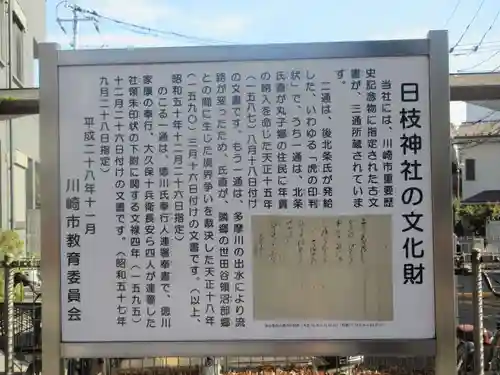 日枝神社の文化財
当社には、川崎市重要歴
史記念物に指定された古文
書が、三通所蔵されていま
す。
二通は、後北条氏が発給
した、いわゆる「虎の印判
状」で、うち一通は、北条
氏直が丸子郷の住民に年貢
の納入を命じた天正十五年
（一五八七）八月十八日付け
の文書です。もう一通は、多摩川の出水により流
路が変ったため、氏直が、隣郷の世田谷領沼部郷
との間に生じた境界争いを裁決した天正十八年
（一五九〇）三月六日付けの文書です。（以上、
昭和五十年十二月二十六日指定）
のこる一通は、徳川氏奉行人連署奉書で、徳川
家康の奉行、大久保十兵衛長安ら四人が連署した
社領朱印状の下附に関する文禄四年（一五九五）
十二月二十六日付けの文書です。（昭和五十七年
九月二十八日指定）
平成二十八年十一月
川崎市教育委員会